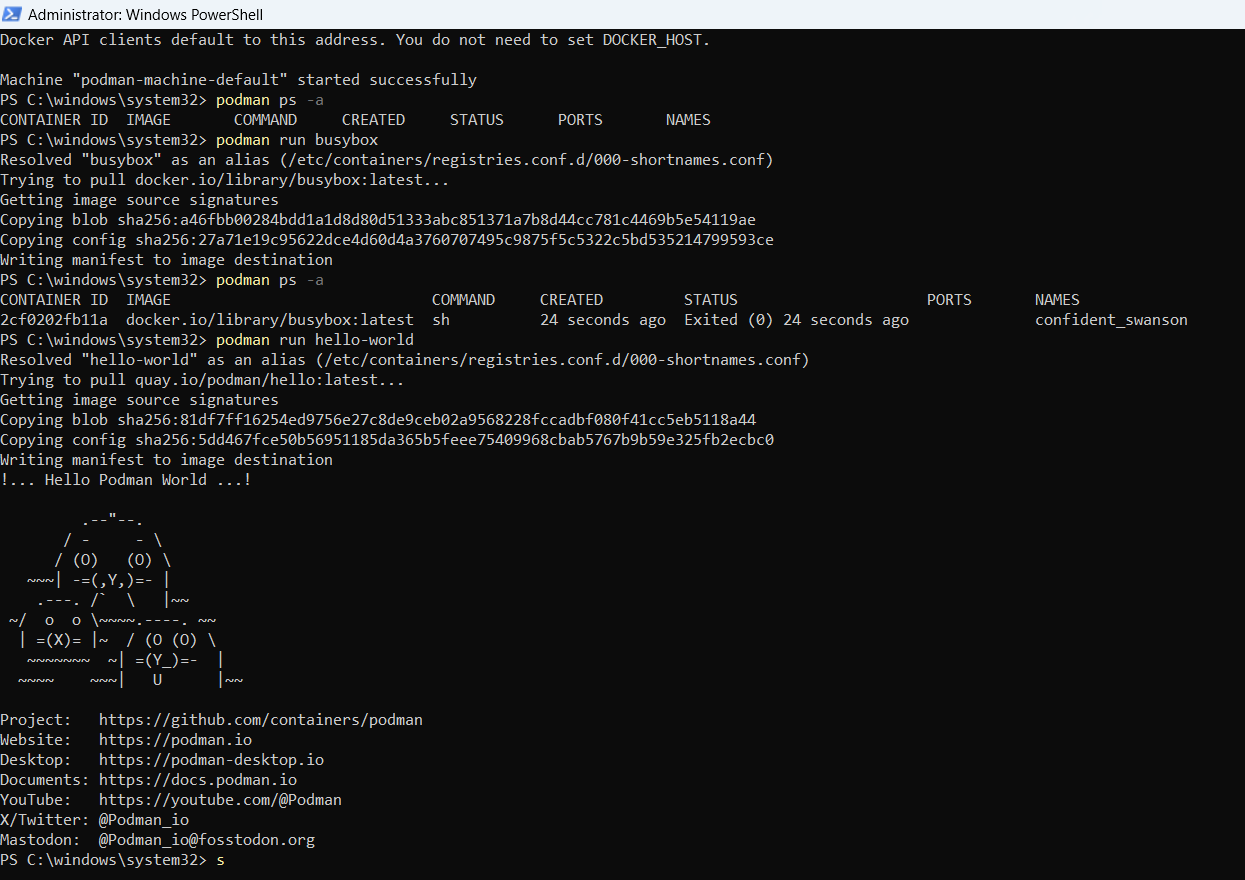 Administrator: Windows PowerShell
Docker API clients default to this address. You do not need to set DOCKER_HOST.

Machine "podman-machine-default" started successfully
PS C:\windows\system32> podman ps -a
CONTAINER ID  IMAGE       COMMAND     CREATED     STATUS      PORTS       NAMES
PS C:\windows\system32> podman run busybox
Resolved "busybox" as an alias (/etc/containers/registries.conf.d/000-shortnames.conf)
Trying to pull docker.io/library/busybox:latest...
Getting image source signatures
Copying blob sha256:a46fbb00284bdd1a1d8d80d51333abc851371a7b8d44cc781c4469b5e54119ae
Copying config sha256:27a71e19c95622dce4d60d4a3760707495c9875f5c5322c5bd535214799593ce
Writing manifest to image destination
PS C:\windows\system32> podman ps -a
CONTAINER ID  IMAGE                             COMMAND     CREATED         STATUS                     PORTS       NAMES
2cf0202fb11a  docker.io/library/busybox:latest  sh          24 seconds ago  Exited (0) 24 seconds ago              confident_swanson
PS C:\windows\system32> podman run hello-world
Resolved "hello-world" as an alias (/etc/containers/registries.conf.d/000-shortnames.conf)
Trying to pull quay.io/podman/hello:latest...
Getting image source signatures
Copying blob sha256:81df7ff16254ed9756e27c8de9ceb02a9568228fccadbf080f41cc5eb5118a44
Copying config sha256:5dd467fce50b56951185da365b5feee75409968cbab5767b9b59e325fb2ecbc0
Writing manifest to image destination
!... Hello Podman World ...!

         .--"--.
       / -     - \
      / (O)   (O) \
   ~~~| -=(,Y,)=- |
    .---. /`  \   |~~
 ~/  o  o \~~~~.----. ~~
  | =(X)= |~  / (O (O) \
   ~~~~~~~  ~| =(Y_)=-  |
  ~~~~    ~~~|   U      |~~

Project:   https://github.com/containers/podman
Website:   https://podman.io
Desktop:   https://podman-desktop.io
Documents: https://docs.podman.io
YouTube:   https://youtube.com/@Podman
X/Twitter: @Podman_io
Mastodon:  @Podman_io@fosstodon.org
PS C:\windows\system32> s